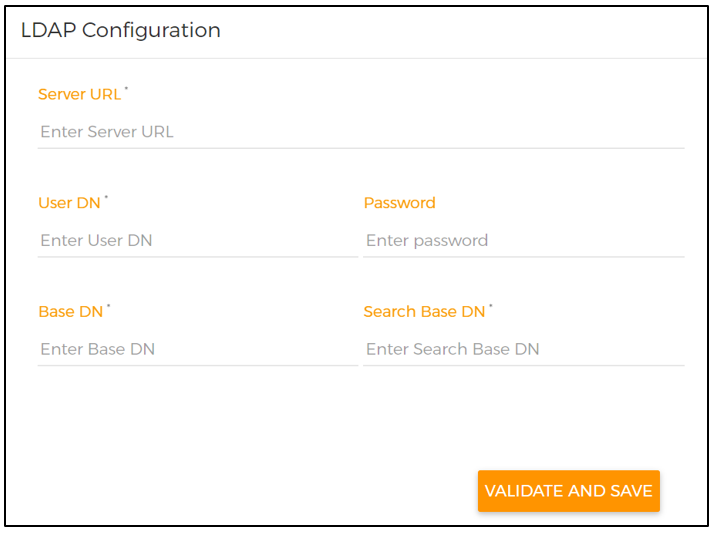 LDAP Configuration
Server URL *
Enter Server URL
User DN * Password
Enter User DN Enter password
Base DN * Search Base DN *
Enter Base DN Enter Search Base DN
VALIDATE AND SAVE